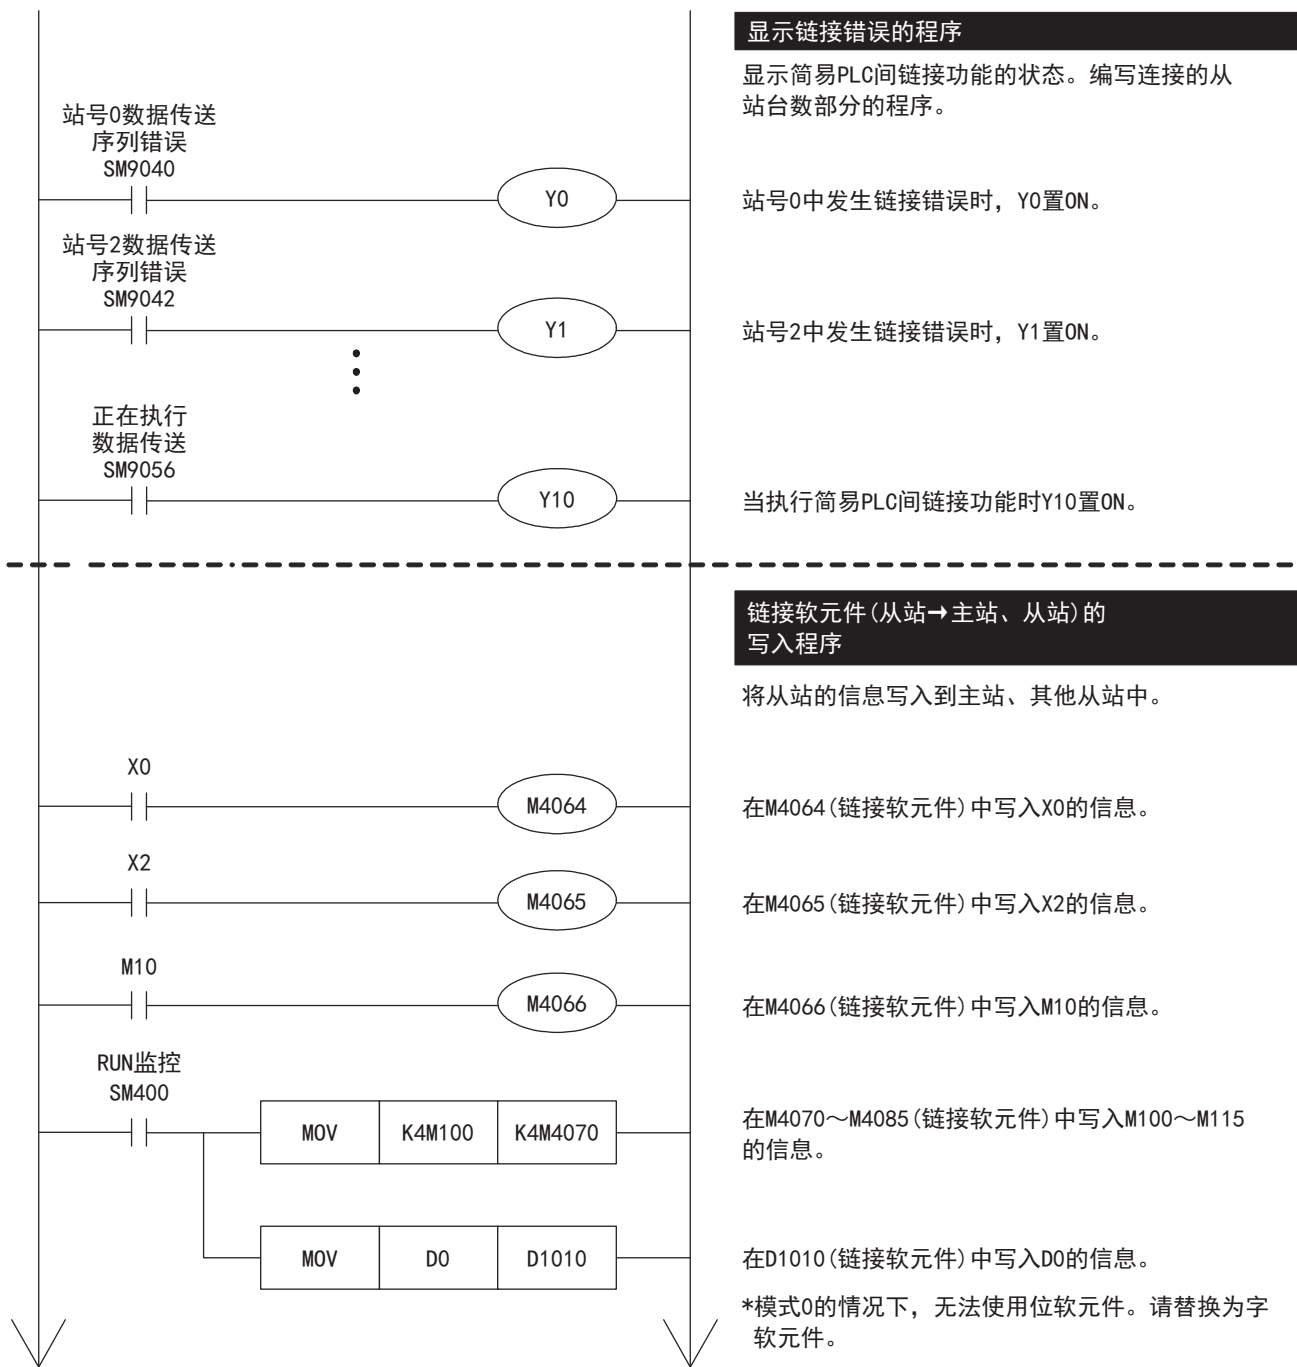 显示链接错误的程序
显示简易PLC间链接功能的状态。编写连接的从
站台数部分的程序。
站号0数据传送
序列错误
SM9040
Y0
站号0中发生链接错误时，Y0置ON。
站号2数据传送
序列错误
SM9042
Y1
站号2中发生链接错误时，Y1置ON。
正在执行
数据传送
SM9056
Y10
当执行简易PLC间链接功能时Y10置ON。
链接软元件(从站→主站、从站)的
写入程序
将从站的信息写入到主站、其他从站中。
X0
M4064
在M4064(链接软元件)中写入X0的信息。
X2
M4065
在M4065(链接软元件)中写入X2的信息。
M10
M4066
在M4066(链接软元件)中写入M10的信息。
RUN监控
SM400
MOV K4M100 K4M4070
在M4070～M4085(链接软元件)中写入M100～M115
的信息。
MOV D0 D1010
在D1010(链接软元件)中写入D0的信息。
*模式0的情况下，无法使用位软元件。请替换为字
软元件。